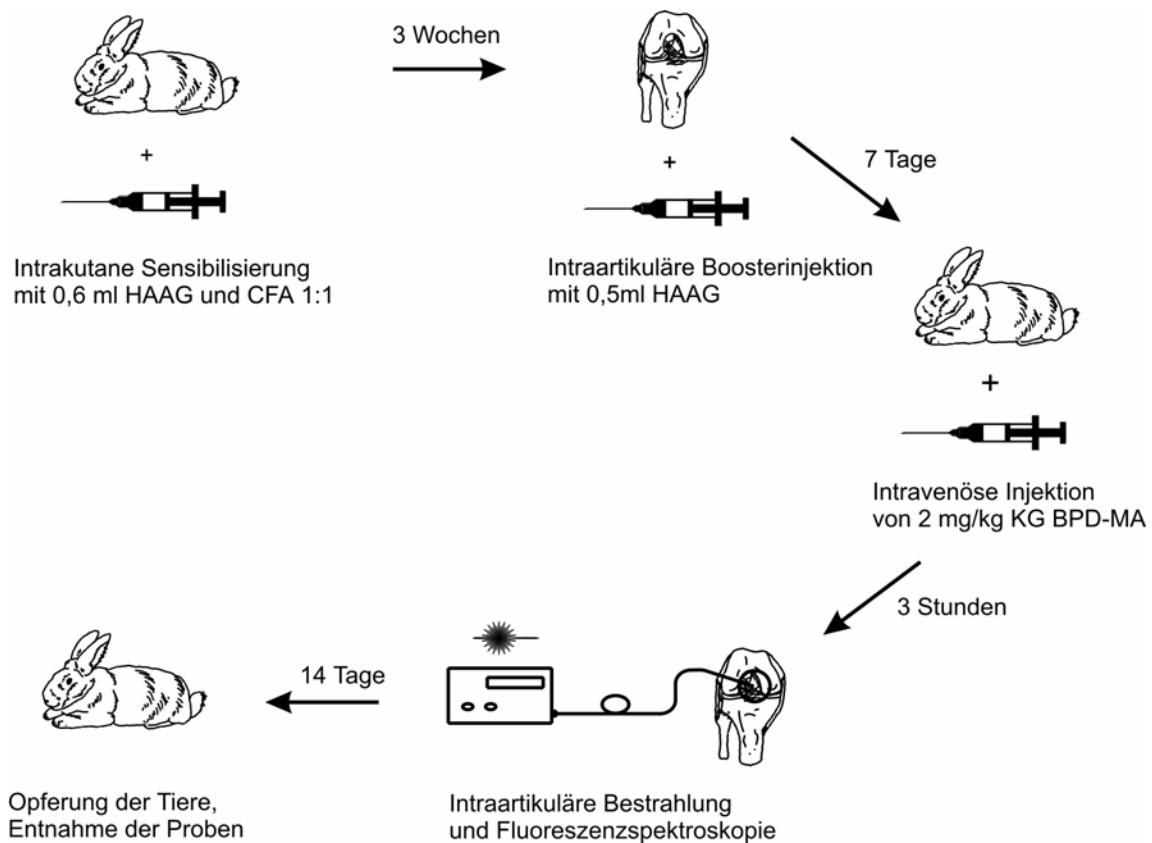 3 Wochen
+
Intrakutane Sensibilisierung
mit 0,6 ml HAAG und CFA 1:1
+
Intraartikuläre Boosterinjektion
mit 0,5ml HAAG
7 Tage
+
Intravenöse Injektion
von 2 mg/kg KG BPD-MA
3 Stunden
Intraartikuläre Bestrahlung
und Fluoreszenzspektroskopie
14 Tage
Opferung der Tiere,
Entnahme der Proben